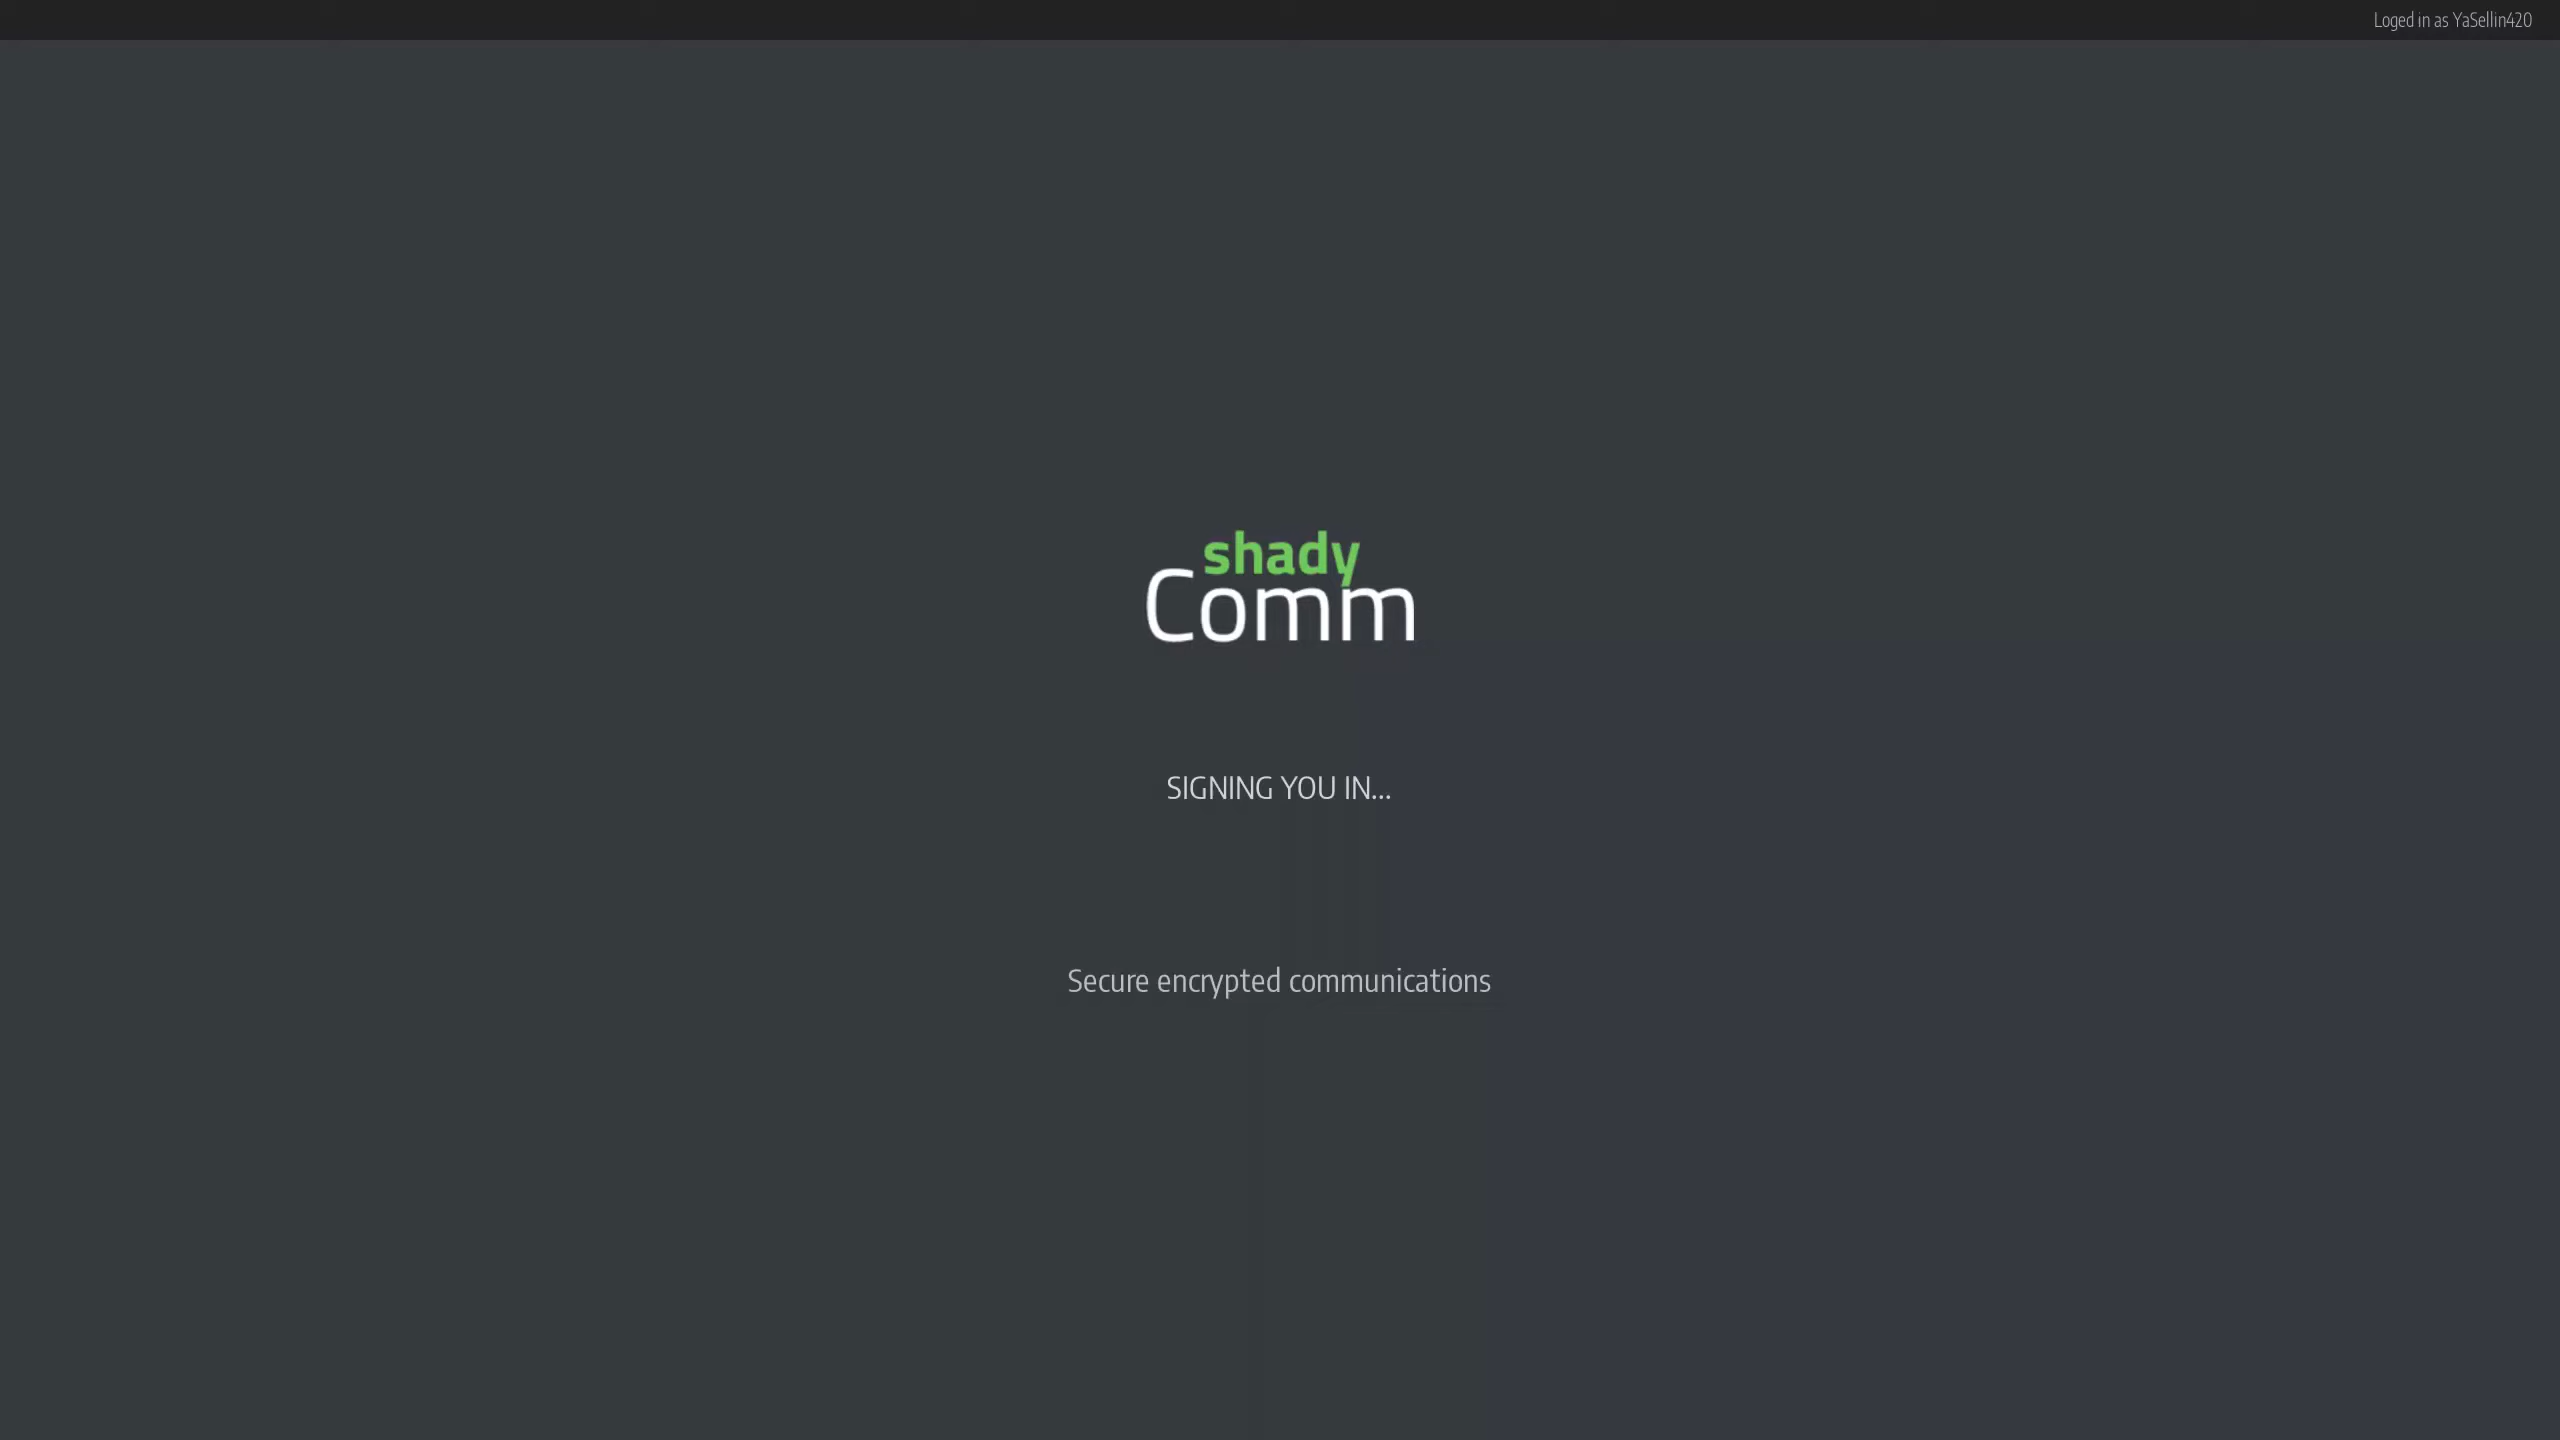 Loged in as YaSellin420
shady
Comm
SIGNING YOU IN...
Secure encrypted communications